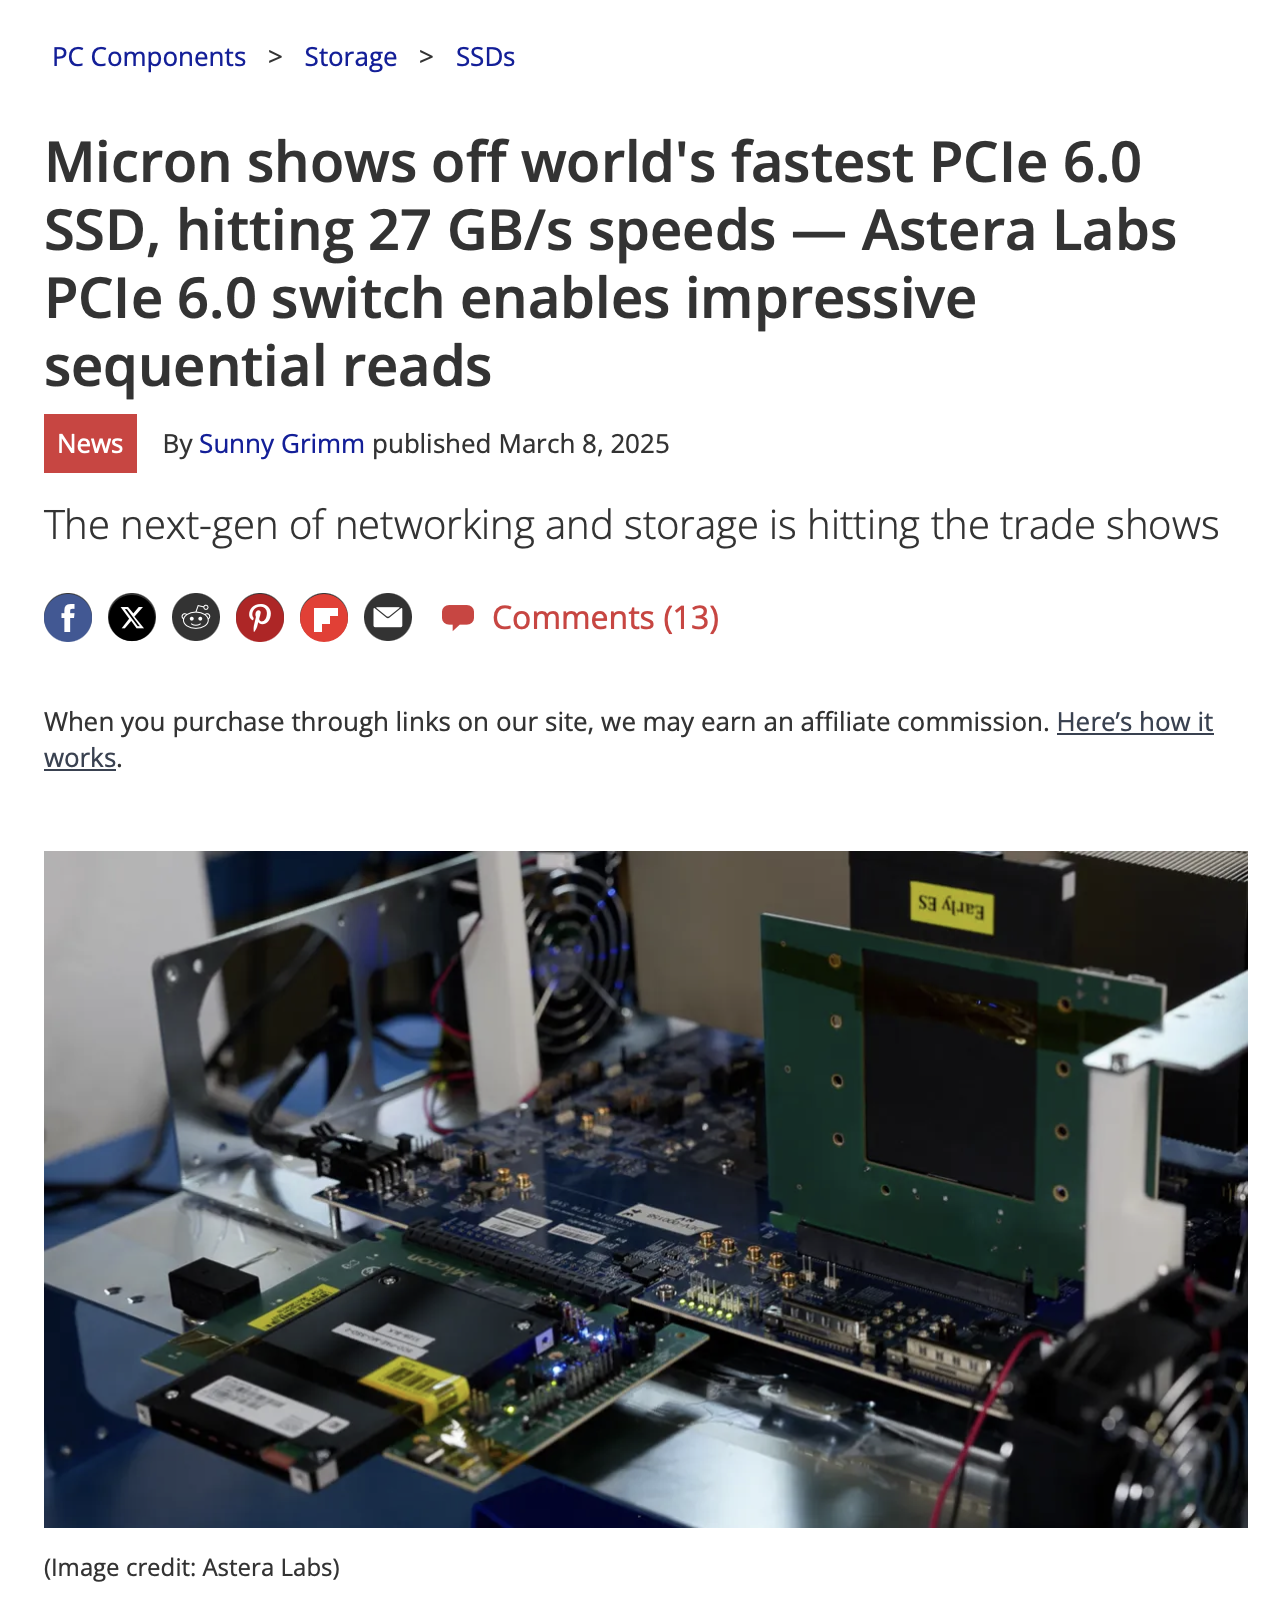 PC Components > Storage > SSDs
Micron shows off world's fastest PCIe 6.0
SSD, hitting 27 GB/s speeds — Astera Labs
PCIe 6.0 switch enables impressive
sequential reads
News By Sunny Grimm published March 8, 2025
The next-gen of networking and storage is hitting the trade shows
Comments (13)
When you purchase through links on our site, we may earn an affiliate commission. Here’s how it
works.
Early ES
Micron
(Image credit: Astera Labs)